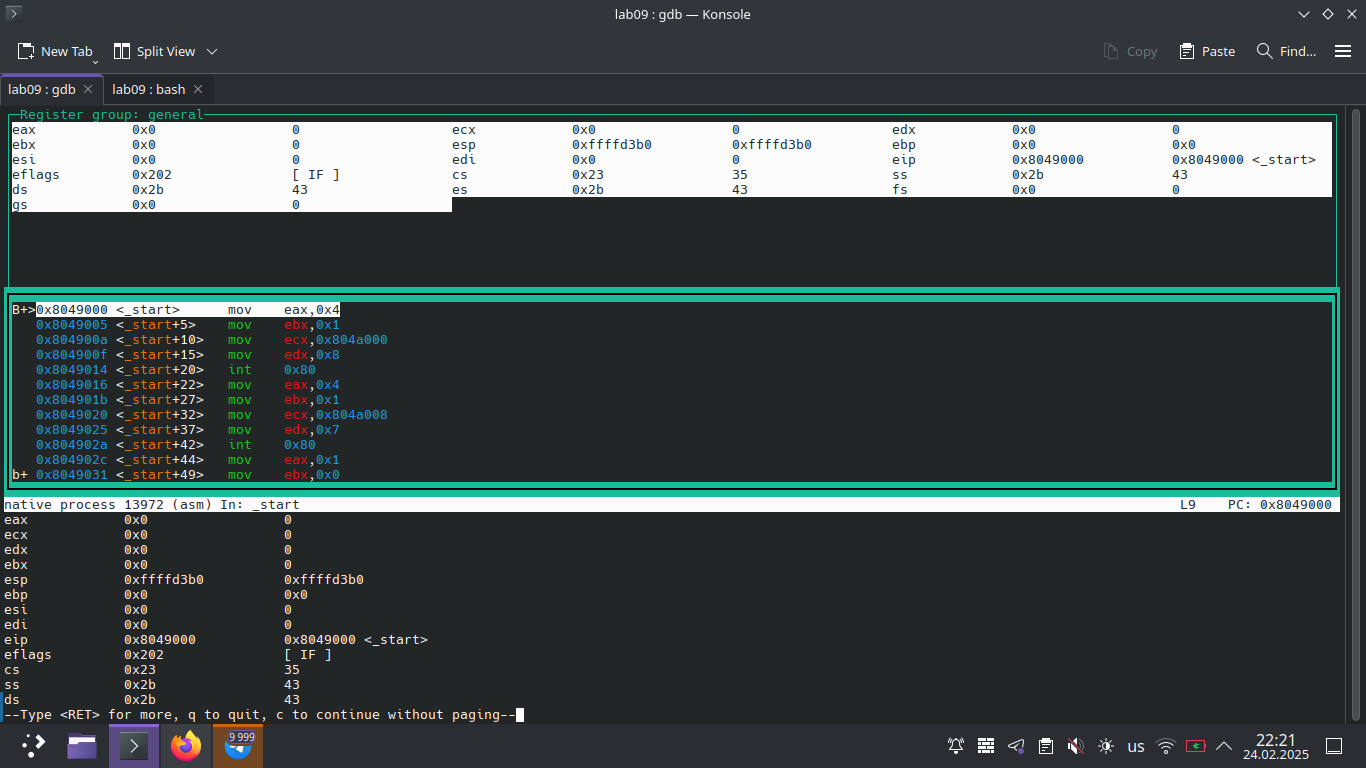 lab09 : gdb — Konsole
New Tab Split View Copy Paste Find...
lab09 : gdb lab09 : bash
Register group: general
eax 0x0 0 ecx 0x0 0 edx 0x0 0
ebx 0x0 0 esp 0xffffd3b0 0xffffd3b0 ebp 0x0 0x0
esi 0x0 0 edi 0x0 0 eip 0x8049000 0x8049000 <_start>
eflags 0x202 [ IF ] cs 0x23 35 ss 0x2b 43
ds 0x2b 43 es 0x2b 43 fs 0x0 0
gs 0x0 0
B+>0x8049000 <_start> mov eax,0x4
0x8049005 <_start+5> mov ebx,0x1
0x804900a <_start+10> mov ecx,0x804a000
0x804900f <_start+15> mov edx,0x8
0x8049014 <_start+20> int 0x80
0x8049016 <_start+22> mov eax,0x4
0x804901b <_start+27> mov ebx,0x1
0x8049020 <_start+32> mov ecx,0x804a008
0x8049025 <_start+37> mov edx,0x7
0x804902a <_start+42> int 0x80
0x804902c <_start+44> mov eax,0x1
b+ 0x8049031 <_start+49> mov ebx,0x0
native process 13972 (asm) In: _start L9 PC: 0x8049000
eax 0x0 0
ecx 0x0 0
edx 0x0 0
ebx 0x0 0
esp 0xffffd3b0 0xffffd3b0
ebp 0x0 0x0
esi 0x0 0
edi 0x0 0
eip 0x8049000 0x8049000 <_start>
eflags 0x202 [ IF ]
cs 0x23 35
ss 0x2b 43
ds 0x2b 43
--Type <RET> for more, q to quit, c to continue without paging--
9 999
us
22:21
24.02.2025